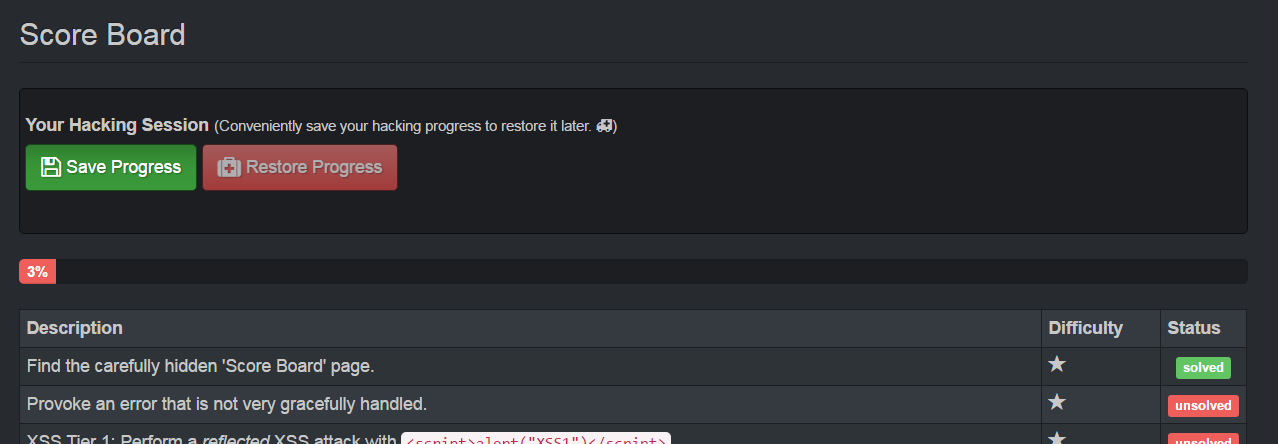 Score Board
Your Hacking Session (Conveniently save your hacking progress to restore it later. )
Save Progress Restore Progress
3%
Description Difficulty Status
Find the carefully hidden 'Score Board' page. ★ solved
Provoke an error that is not very gracefully handled. ★ unsolved
XSS Tier 1: Perform a reflected XSS attack with <script>alert("XSS1")</script> ★ unsolved